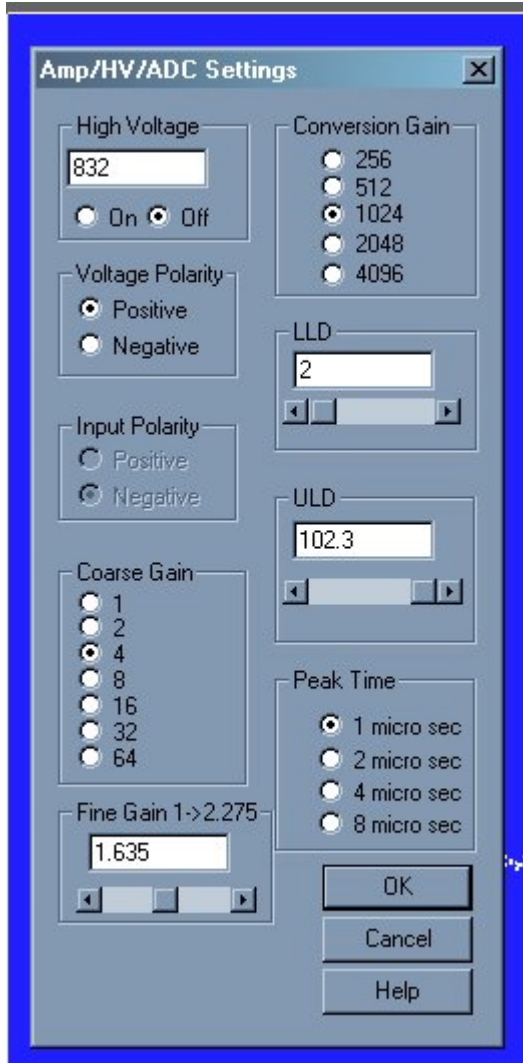 Amp/HV/ADC Settings
High Voltage
832
On Off
Voltage Polarity
Positive
Negative
Input Polarity
Positive
Negative
Coarse Gain
1
2
4
8
16
32
64
Fine Gain 1->2.275
1.635
Conversion Gain
256
512
1024
2048
4096
LLD
2
ULD
102.3
Peak Time
1 micro sec
2 micro sec
4 micro sec
8 micro sec
OK
Cancel
Help